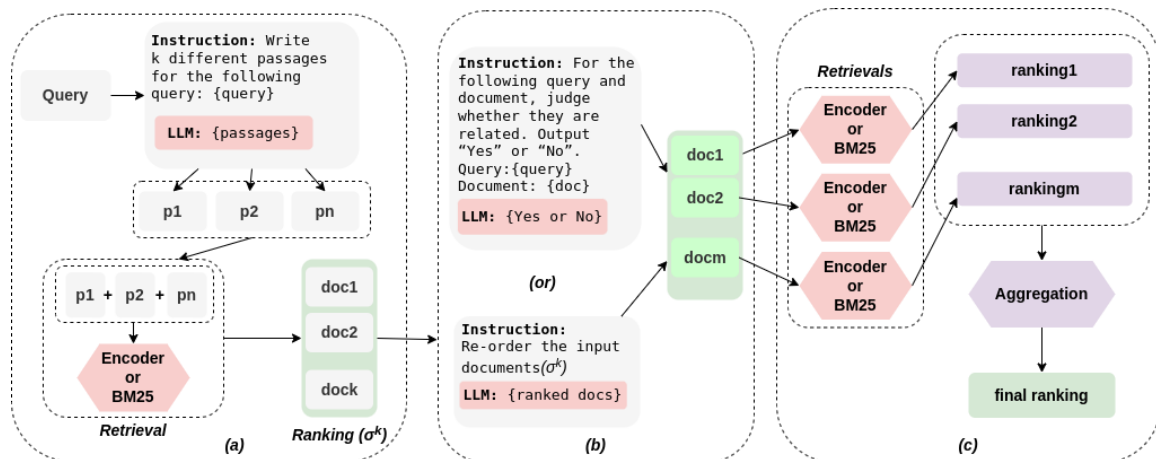 Query
Instruction: Write
k different passages
for the following
query: {query}
LLM: {passages}
p1 p2 pn
p1 + p2 + pn
Encoder
or
BM25
Retrieval
doc1
doc2
dock
Ranking (σᵏ)
(a)
Instruction: For the
following query and
document, judge
whether they are
related. Output
“Yes” or “No”.
Query:{query}
Document: {doc}
LLM: {Yes or No}
(or)
Instruction:
Re-order the input
documents(σᵏ)
LLM: {ranked docs}
doc1
doc2
docm
(b)
Retrievals
Encoder
or
BM25
Encoder
or
BM25
Encoder
or
BM25
ranking1
ranking2
rankingm
Aggregation
final ranking
(c)